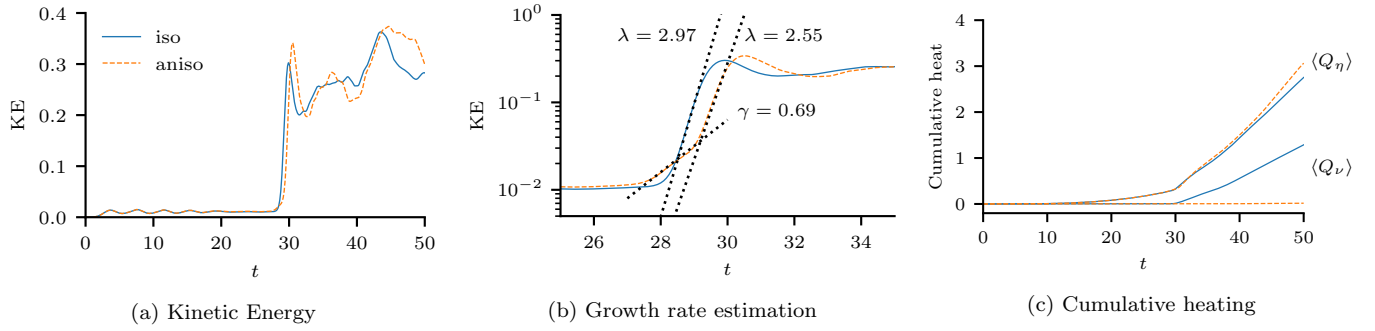 KE
0.4
0.3
0.2
0.1
0.0
0 10 20 30 40 50
t
iso
aniso
(a) Kinetic Energy
KE
10⁰
10⁻¹
10⁻²
26 28 30 32 34
t
λ = 2.97
λ = 2.55
γ = 0.69
(b) Growth rate estimation
Cumulative heat
4
3
2
1
0
0 10 20 30 40 50
t
⟨Q_η⟩
⟨Q_ν⟩
(c) Cumulative heating